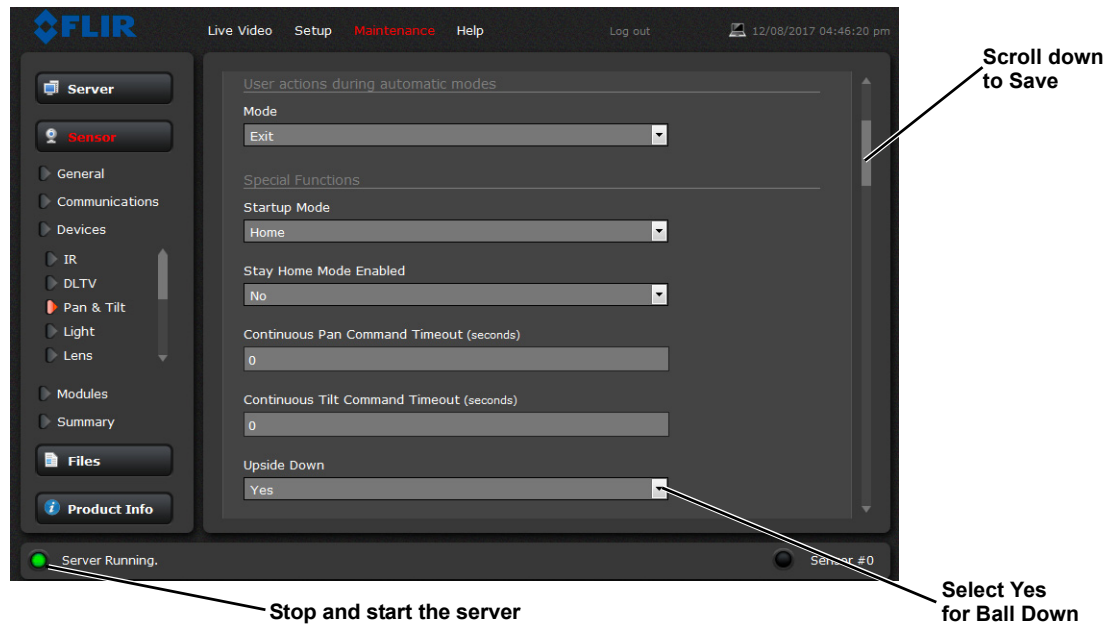 FLIR
Live Video Setup Maintenance Help Log out 12/08/2017 04:46:20 pm
Server
Sensor
General
Communications
Devices
IR
DLTV
Pan & Tilt
Light
Lens
Modules
Summary
Files
Product Info
User actions during automatic modes
Mode
Exit
Special Functions
Startup Mode
Home
Stay Home Mode Enabled
No
Continuous Pan Command Timeout (seconds)
0
Continuous Tilt Command Timeout (seconds)
0
Upside Down
Yes
Server Running.
Sensor #0
Scroll down
to Save
Stop and start the server
Select Yes
for Ball Down